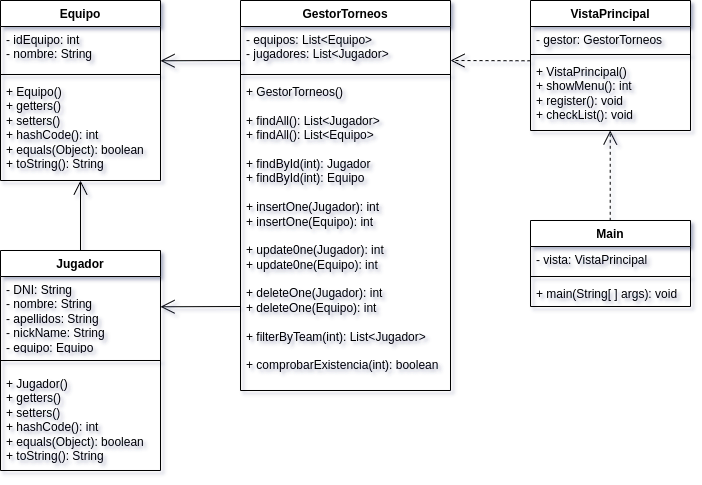 Equipo
- idEquipo: int
- nombre: String
+ Equipo()
+ getters()
+ setters()
+ hashCode(): int
+ equals(Object): boolean
+ toString(): String
Jugador
- DNI: String
- nombre: String
- apellidos: String
- nickName: String
- equipo: Equipo
+ Jugador()
+ getters()
+ setters()
+ hashCode(): int
+ equals(Object): boolean
+ toString(): String
GestorTorneos
- equipos: List<Equipo>
- jugadores: List<Jugador>
+ GestorTorneos()
+ findAll(): List<Jugador>
+ findAll(): List<Equipo>
+ findById(int): Jugador
+ findById(int): Equipo
+ insertOne(Jugador): int
+ insertOne(Equipo): int
+ update0ne(Jugador): int
+ update0ne(Equipo): int
+ deleteOne(Jugador): int
+ deleteOne(Equipo): int
+ filterByTeam(int): List<Jugador>
+ comprobarExistencia(int): boolean
VistaPrincipal
- gestor: GestorTorneos
+ VistaPrincipal()
+ showMenu(): int
+ register(): void
+ checkList(): void
Main
- vista: VistaPrincipal
+ main(String[ ] args): void